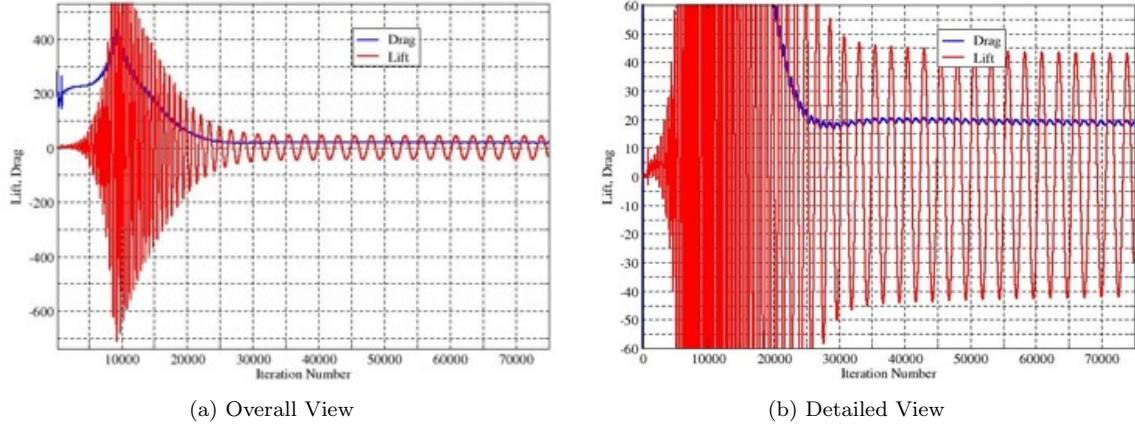 400
200
0
-200
-400
-600
Lift, Drag
Drag
Lift
10000 20000 30000 40000 50000 60000 70000
Iteration Number
(a) Overall View
60
50
40
30
20
10
0
-10
-20
-30
-40
-50
-60
Lift, Drag
Drag
Lift
0 10000 20000 30000 40000 50000 60000 70000
Iteration Number
(b) Detailed View